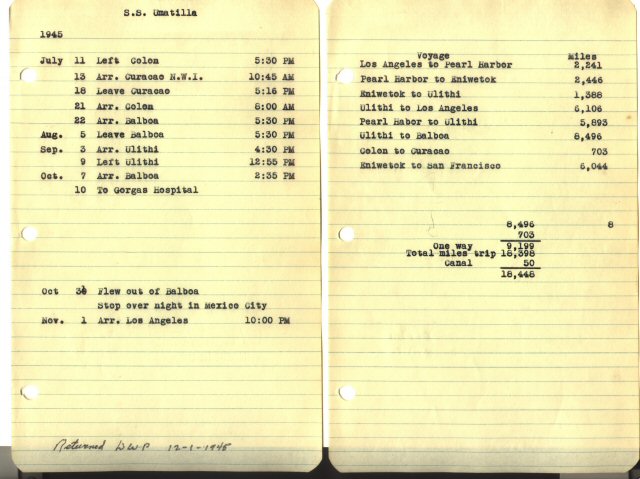 S.S. Umatilla
1945
July 11 Left Colon 5:30 PM
13 Arr. Curacao N.W.I. 10:45 AM
18 Leave Curacao 5:16 PM
21 Arr. Colon 8:00 AM
22 Arr. Balboa 5:30 PM
Aug. 5 Leave Balboa 5:30 PM
Sep. 3 Arr. Ulithi 4:30 PM
9 Left Ulithi 12:55 PM
Oct. 7 Arr. Balboa 2:35 PM
10 To Gorgas Hospital
Oct 30 Flew out of Balboa
Stop over night in Mexico City
Nov. 1 Arr. Los Angeles 10:00 PM
Returned DWP 12-1-1945
Voyage Miles
Los Angeles to Pearl Harbor 2,241
Pearl Harbor to Eniwetok 2,446
Eniwetok to Ulithi 1,388
Ulithi to Los Angeles 6,106
Pearl Habor to Ulithi 5,893
Ulithi to Balboa 8,496
Colon to Curacao 703
Eniwetok to San Francisco 6,044
8,496 8
703
One way 9,199
Total miles trip 18,398
Canal 50
18,448